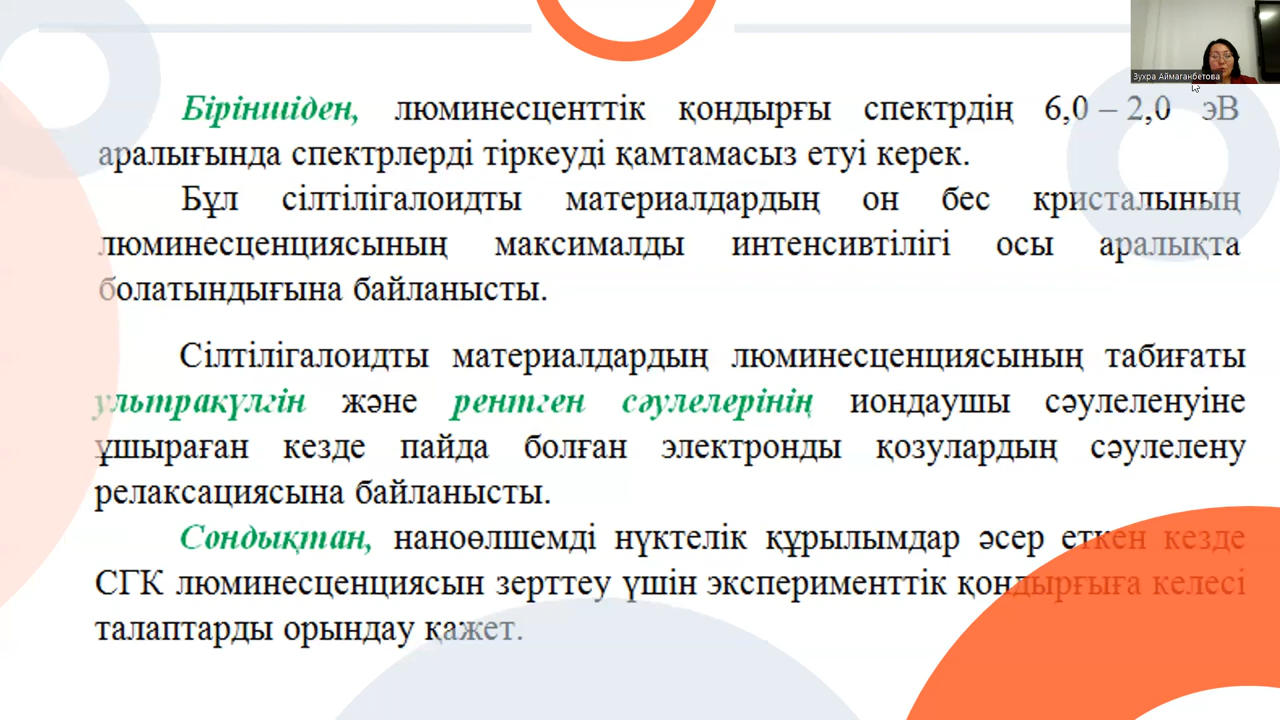 Зухра Аймаганбетова
Біріншіден, люминесценттік қондырғы спектрдің 6,0 – 2,0 эВ
аралығында спектрлерді тіркеуді қамтамасыз етуі керек.
Бұл сілтілігалоидты материалдардың он бес кристалының
люминесценциясының максималды интенсивтілігі осы аралықта
болатындығына байланысты.
Сілтілігалоидты материалдардың люминесценциясының табиғаты
ультракүлгін және рентген сәулелерінің иондаушы сәулеленуіне
ұшыраған кезде пайда болған электронды қозулардың сәулелену
релаксациясына байланысты.
Сондықтан, наноөлшемді нүктелік құрылымдар әсер еткен кезде
СГК люминесценциясын зерттеу үшін эксперименттік қондырғыға келесі
талаптарды орындау қажет.